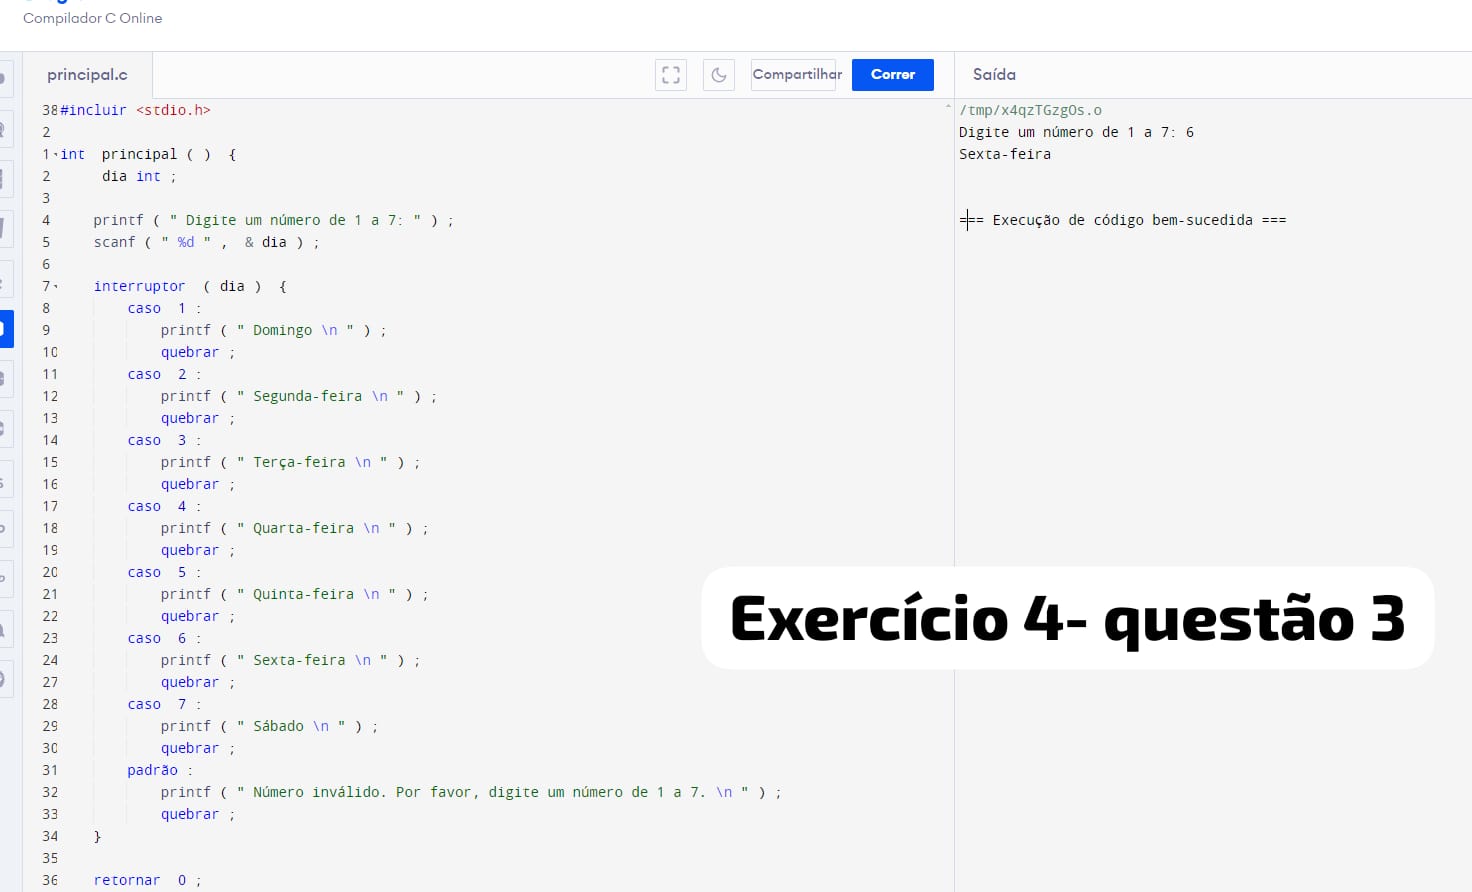 Compilador C Online
principal.c
Compartilhar
Correr
Saída
38 #incluir <stdio.h>
2
1 int principal ( ) {
2 dia int ;
3
4 printf ( " Digite um número de 1 a 7: " ) ;
5 scanf ( " %d " , & dia ) ;
6
7 interruptor ( dia ) {
8 caso 1 :
9 printf ( " Domingo \n " ) ;
10 quebrar ;
11 caso 2 :
12 printf ( " Segunda-feira \n " ) ;
13 quebrar ;
14 caso 3 :
15 printf ( " Terça-feira \n " ) ;
16 quebrar ;
17 caso 4 :
18 printf ( " Quarta-feira \n " ) ;
19 quebrar ;
20 caso 5 :
21 printf ( " Quinta-feira \n " ) ;
22 quebrar ;
23 caso 6 :
24 printf ( " Sexta-feira \n " ) ;
27 quebrar ;
28 caso 7 :
29 printf ( " Sábado \n " ) ;
30 quebrar ;
31 padrão :
32 printf ( " Número inválido. Por favor, digite um número de 1 a 7. \n " ) ;
33 quebrar ;
34 }
35
36 retornar 0 ;
/tmp/x4qzTGzgOs.o
Digite um número de 1 a 7: 6
Sexta-feira
=== Execução de código bem-sucedida ===
Exercício 4- questão 3